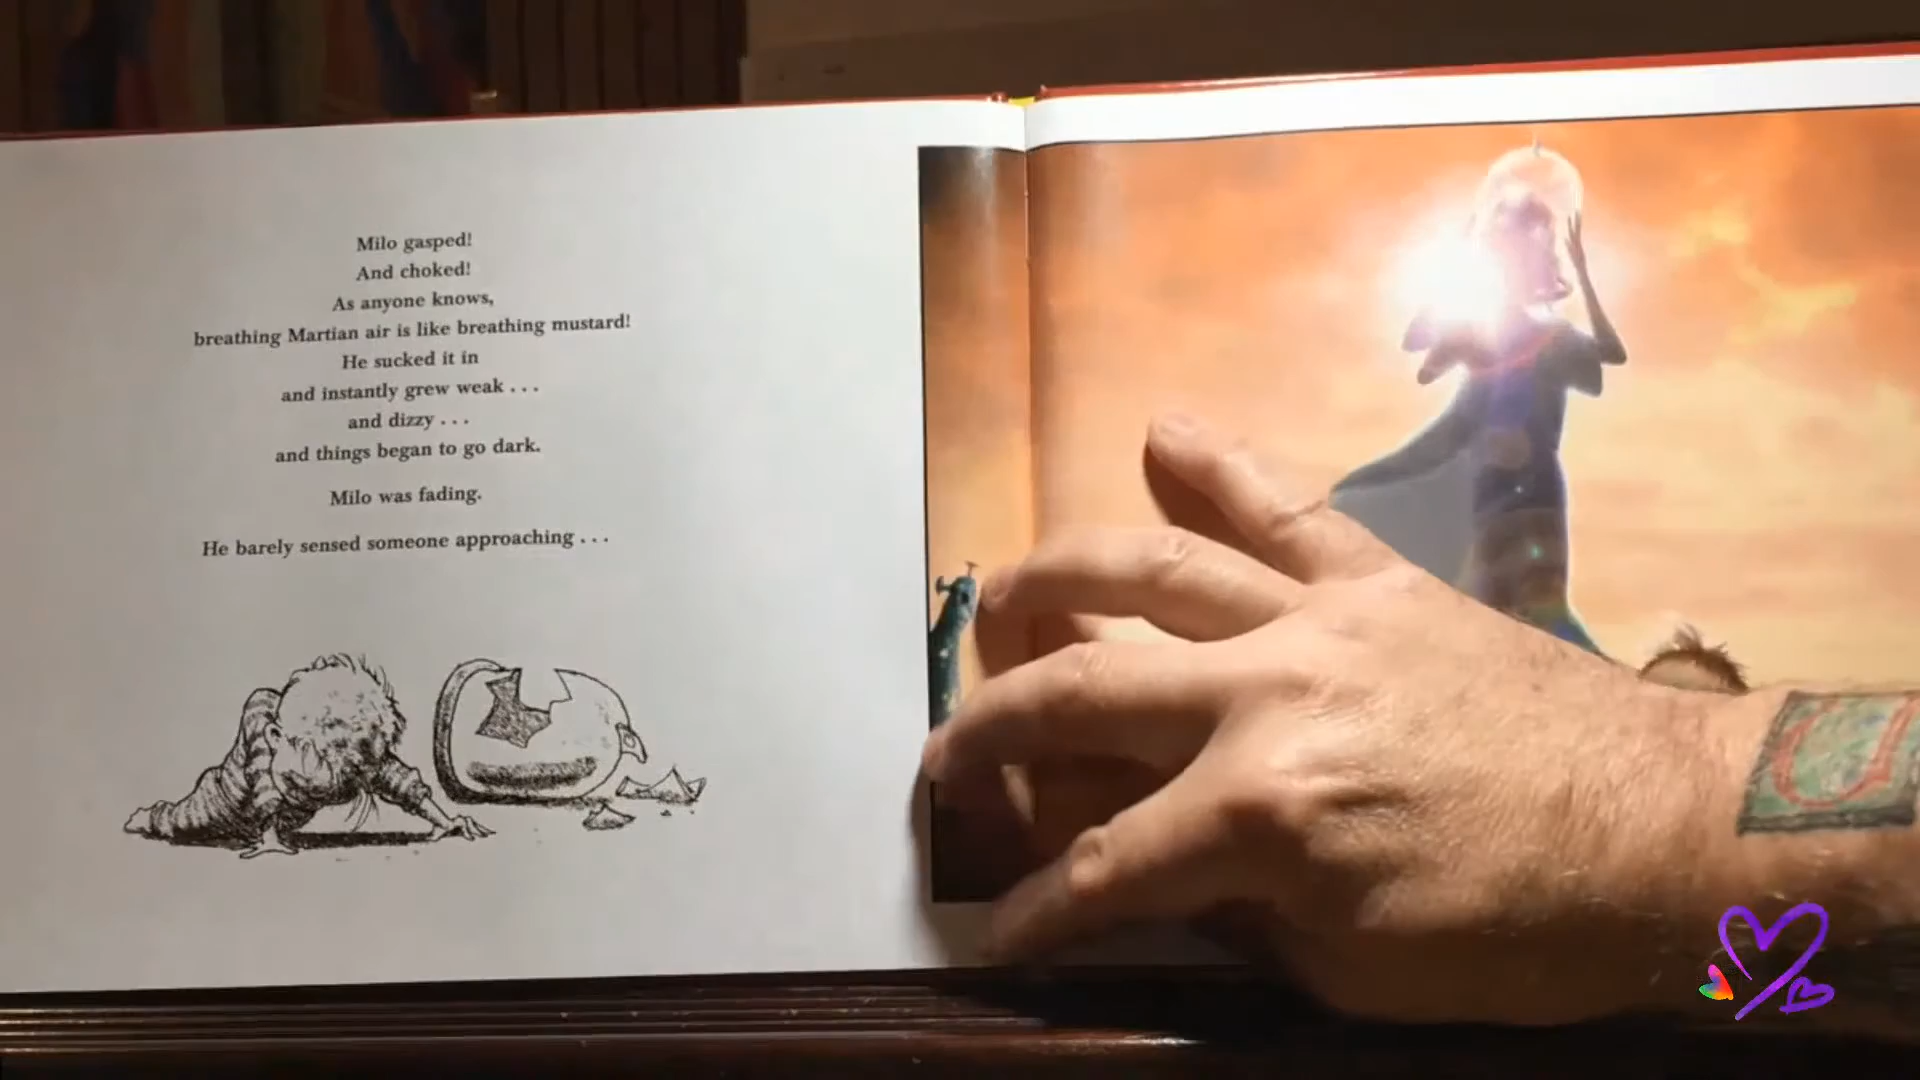 Milo gasped!
And choked!
As anyone knows,
breathing Martian air is like breathing mustard!
He sucked it in
and instantly grew weak . . .
and dizzy . . .
and things began to go dark.
Milo was fading.
He barely sensed someone approaching . . .